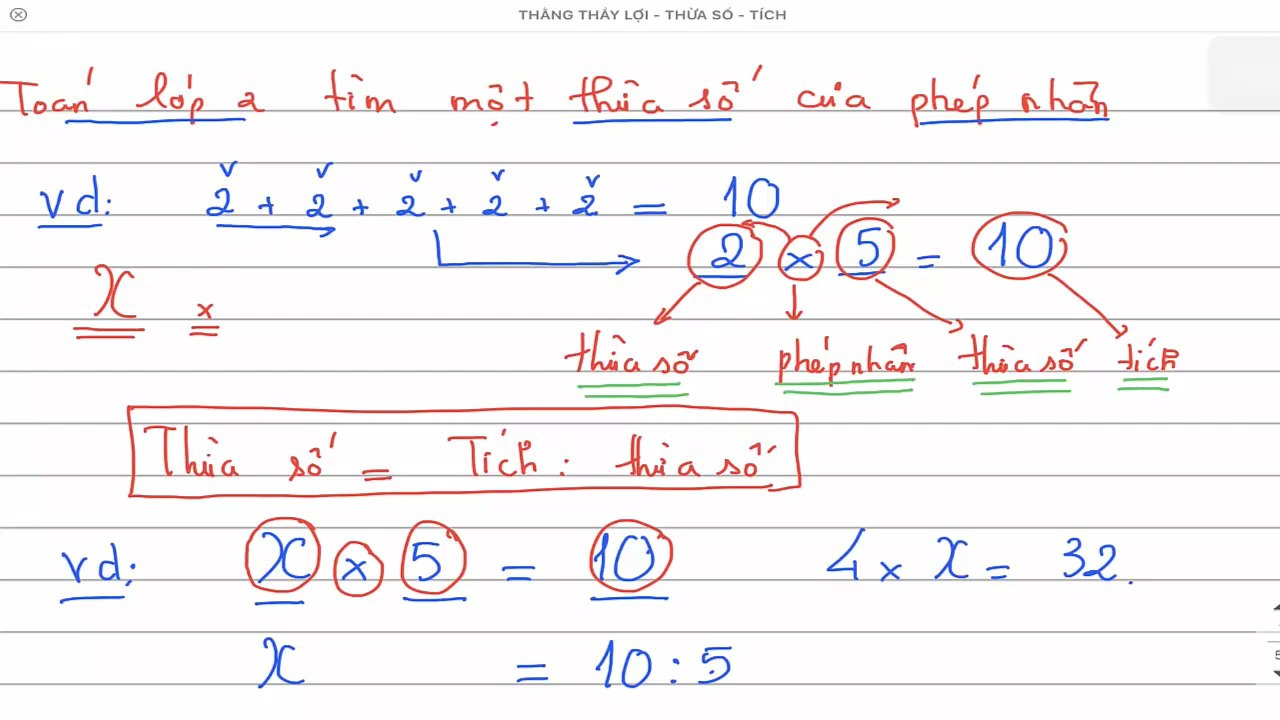 THẦNG THẦY LỢI - THỪA SỐ - TÍCH
Toán lớp 2 tìm một thừa số của phép nhân
vd: 2 + 2 + 2 + 2 + 2 = 10
2 x 5 = 10
x x
thừa số phép nhân thừa số tích
Thừa số = Tích : thừa số
vd: x x 5 = 10 4 x x = 32.
x = 10 : 5
5